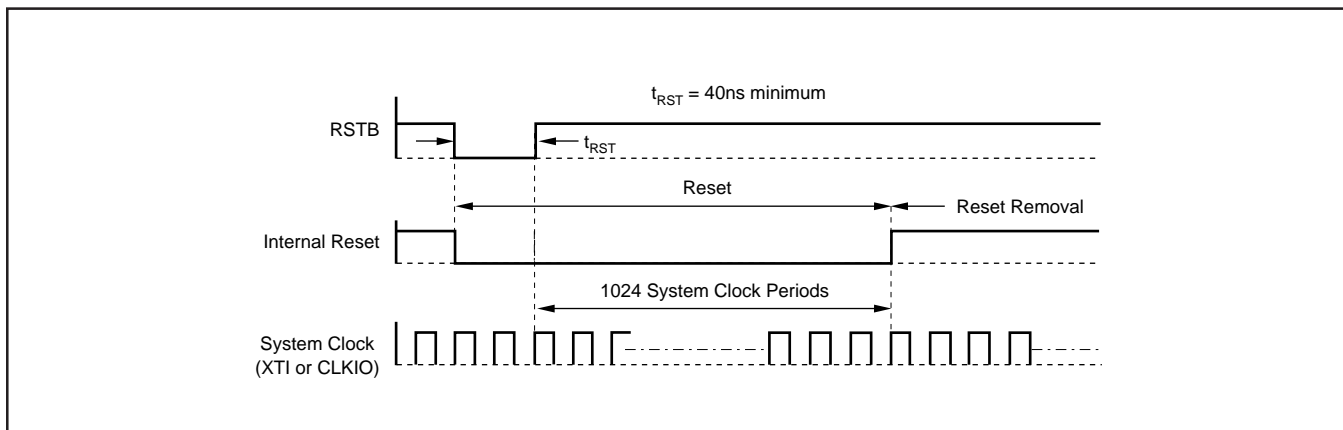 t_RST = 40ns minimum
RSTB
t_RST
Reset
Reset Removal
Internal Reset
1024 System Clock Periods
System Clock
(XTI or CLKIO)